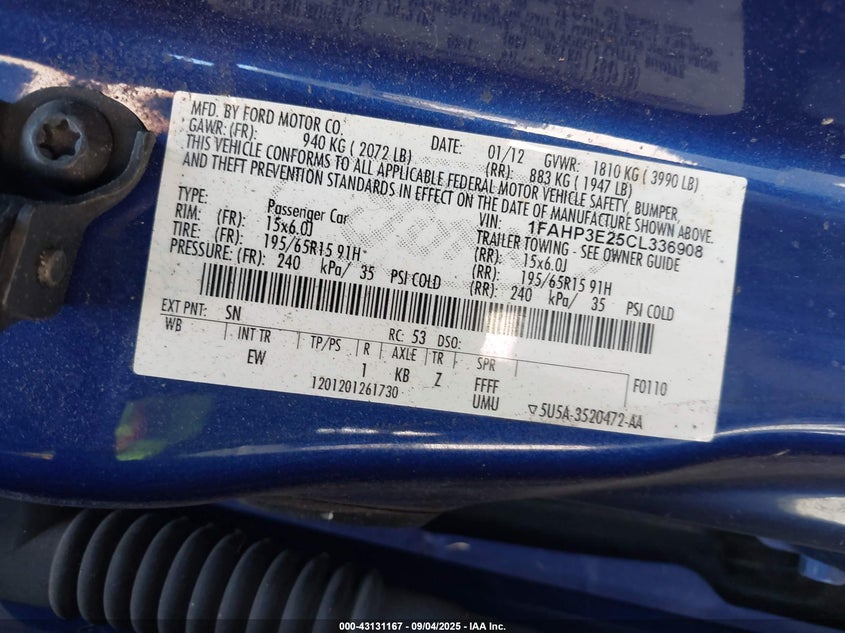 MFD. BY FORD MOTOR CO.
DATE: 01/12 GVWR: 1810 KG ( 3990 LB)
GAWR: (FR): 940 KG ( 2072 LB) (RR): 883 KG ( 1947 LB)
THIS VEHICLE CONFORMS TO ALL APPLICABLE FEDERAL MOTOR VEHICLE SAFETY, BUMPER,
AND THEFT PREVENTION STANDARDS IN EFFECT ON THE DATE OF MANUFACTURE SHOWN ABOVE.
VIN: 1FAHP3E25CL336908
TYPE: Passenger Car TRAILER TOWING - SEE OWNER GUIDE
RIM: (FR): 15x6.0J (RR): 15x6.0J
TIRE: (FR): 195/65R15 91H (RR): 195/65R15 91H
PRESSURE: (FR): 240 kPa/ 35 PSI COLD (RR): 240 kPa/ 35 PSI COLD
EXT PNT: SN RC: 53 DSO:
WB INT TR TP/PS R AXLE TR SPR
EW 1 KB Z FFFF F0110
1201201261730 UMU ▽5U5A-3520472-AA
000-43131167 - 09/04/2025 - IAA Inc.